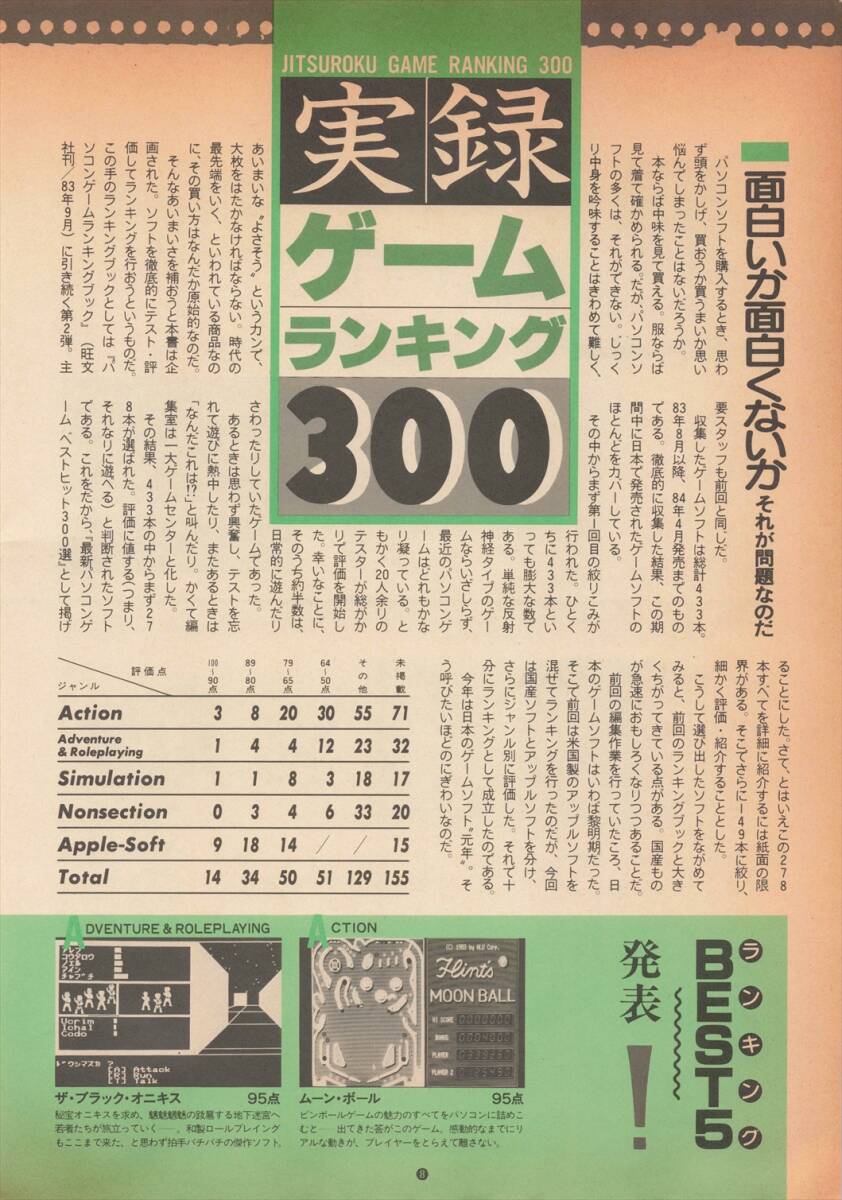 JITSUROKU GAME RANKING 300
実録
ゲーム
ランキング
300
面白いか面白くないか それが問題なのだ
パソコンソフトを購入するとき、思わ
ず頭をかしげ、買おうか買うまいか思い
悩んでしまったことはないだろうか。
本ならば中味を見て買える。服ならば
見て着て確かめられる。だが、パソコンソ
フトの多くは、それができない。じっく
り中身を吟味することはきわめて難しく、
あいまいな〝よさそう〟というカンで、
大枚をはたかなければならない。時代の
最先端をいく、といわれている商品なの
に、その買い方はなんだか原始的なのだ。
そんなあいまいさを補おうと本書は企
画された。ソフトを徹底的にテスト・評
価してランキングを行おうというものだ。
この手のランキングブックとしては『パ
ソコンゲームランキングブック』(旺文
社刊/83年9月)に引き続く第2弾。主
要スタッフも前回と同じだ。
収集したゲームソフトは総計433本。
83年8月以降、84年4月発売までのもの
である。徹底的に収集した結果、この期
間中に日本で発売されたゲームソフトの
ほとんどをカバーしている。
その中からまず第1回目の絞りこみが
行われた。ひとく
ちに433本とい
っても膨大な数で
ある。単純な反射
神経タイプのゲー
ムならいざしらず、
最近のパソコンゲ
ームはどれもかな
り凝っている。と
もかく20人余りの
テスターが総がか
りで評価を開始し
た。幸いなことに、
そのうち約半数は、
日常的に遊んだり
さわったりしていたゲームであった。
あるときは思わず興奮し、テストを忘
れて遊びに熱中したり、またあるときは
「なんだこれは!?」と叫んだり。かくて編
集室は一大ゲームセンターと化した。
その結果、433本の中からまず27
8本が選ばれた。評価に値する(つまり、
それなりに遊べる)と判断されたソフト
である。これをだから、『最新パソコンゲ
ーム、ベストヒット300選』として掲げ
ることにした。さて、とはいえこの278
本すべてを詳細に紹介するには紙面の限
界がある。そこでさらに149本に絞り、
細かく評価・紹介することとした。
こうして選び出したソフトをながめて
みると、前回のランキングブックと大き
くちがってきている点がある。国産もの
が急速におもしろくなりつつあることだ。
前回の編集作業を行っていたころ、日
本のゲームソフトはいわば黎明期だった。
そこで前回は米国製のアップルソフトを
混ぜてランキングを行ったのだが、今回
は国産ソフトとアップルソフトを分け、
さらにジャンル別に評価した。それで十
分にランキングとして成立したのである。
今年は日本のゲームソフト〝元年〟。そ
う呼びたいほどのにぎわいなのだ。
ジャンル 評価点 100〜90点 89〜80点 79〜65点 64〜50点 その他 未掲載
Action 3 8 20 30 55 71
Adventure & Roleplaying 1 4 4 12 23 32
Simulation 1 1 8 3 18 17
Nonsection 0 3 4 6 33 20
Apple-Soft 9 18 14 / / 15
Total 14 34 50 51 129 155
ランキング
BEST5
発表!
ADVENTURE & ROLEPLAYING
コウタロウ
ノエル
Ucrim
Ichal
Codo
ドウシマスカ ?
[A] Attack
[R] Run
[T] Talk
ザ・ブラック・オニキス 95点
秘宝オニキスを求め、魑魅魍魎の跋扈する地下迷宮へ
若者たちが旅立っていく——。和製ロールプレイング
もここまで来た、と思わず拍手パチパチの傑作ソフト。
ACTION
(C) 1983 by HLU Corp.
Flint's
MOON BALL
HI SCORE
BONUS
PLAYER
PLAYER 2
ムーン・ボール 95点
ピンボールゲームの魅力のすべてをパソコンに詰めこ
むと——出てきた答がこのゲーム。感動的なまでにリ
アルな動きが、プレイヤーをとらえて離さない。
8